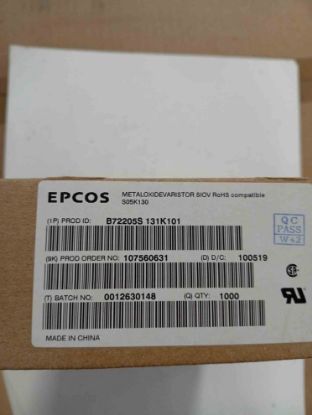 EPCOS
METALOXIDEVARISTOR SIOV RoHS compatible
S05K130
(1P) PROD ID: B72205S 131K101
QC
PASS
W42
(9K) PROD ORDER NO: 107560631 (D) D/C: 100519
(T) BATCH NO: 0012630148 (Q) QTY: 1000
MADE IN CHINA